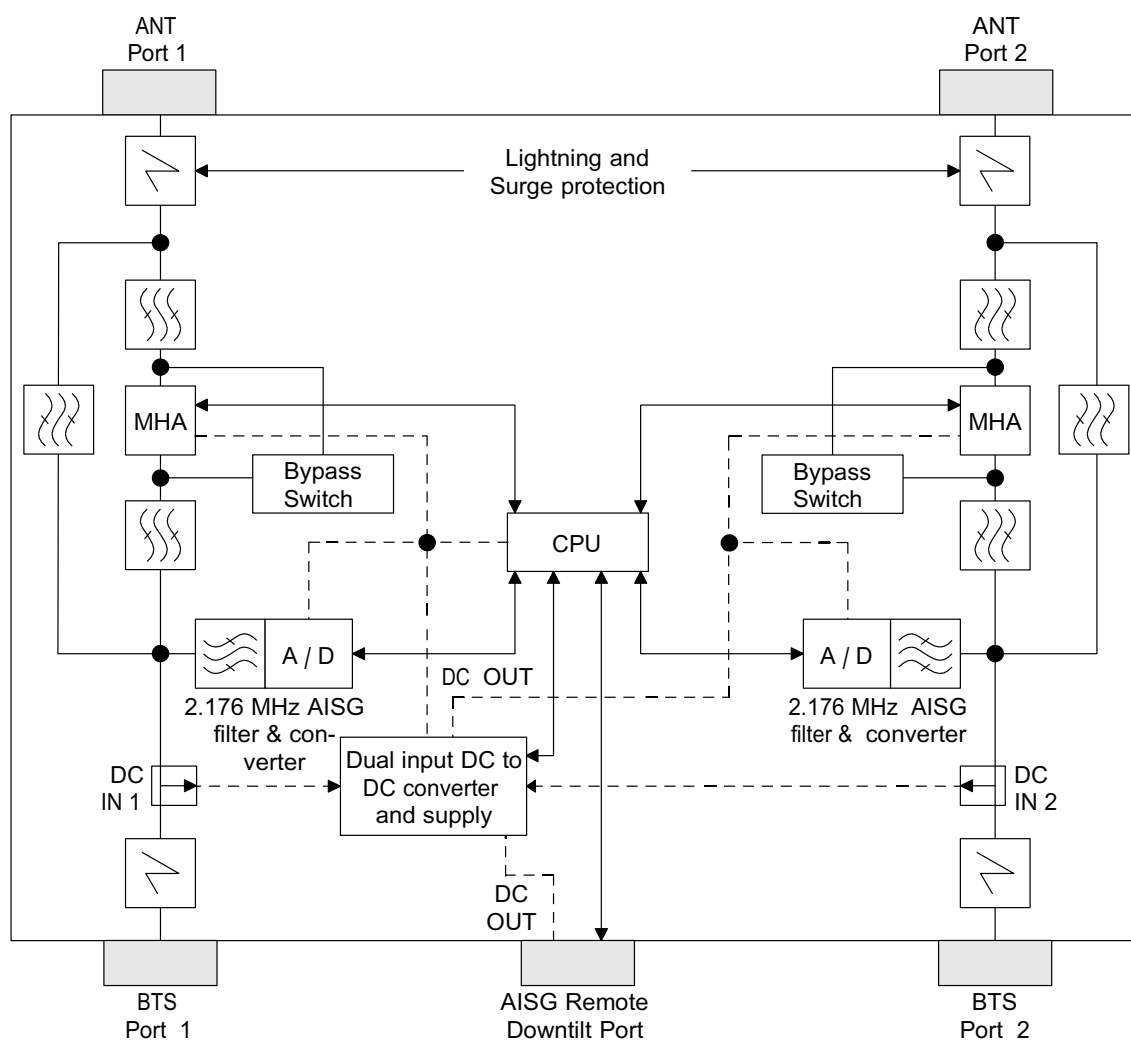 ANT
Port 1
ANT
Port 2
Lightning and
Surge protection
MHA
MHA
Bypass
Switch
Bypass
Switch
CPU
A / D
A / D
DC OUT
2.176 MHz AISG
filter & con-
verter
2.176 MHz AISG
filter & converter
Dual input DC to
DC converter
and supply
DC
IN 1
DC
IN 2
DC
OUT
BTS
Port 1
AISG Remote
Downtilt Port
BTS
Port 2